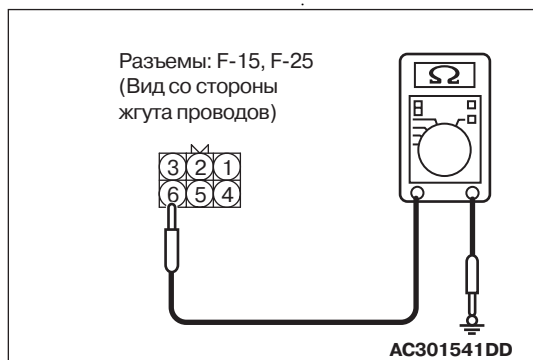 Разъемы: F-15, F-25
(Вид со стороны
жгута проводов)
Ω
3 2 1
6 5 4
AC301541DD